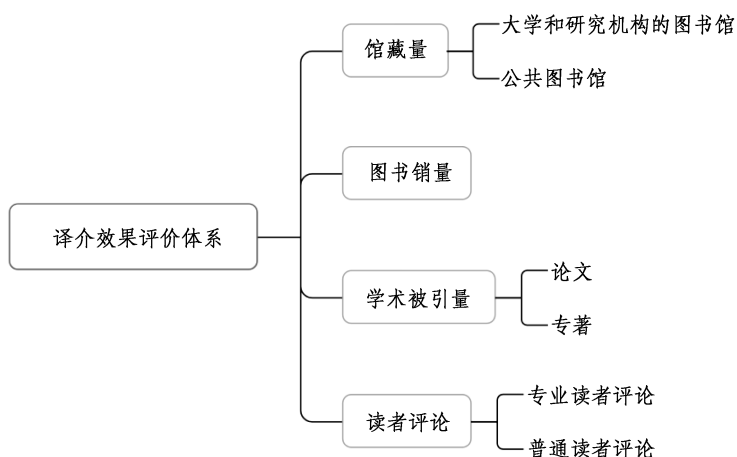 译介效果评价体系
馆藏量
大学和研究机构的图书馆
公共图书馆
图书销量
学术被引量
论文
专著
读者评论
专业读者评论
普通读者评论